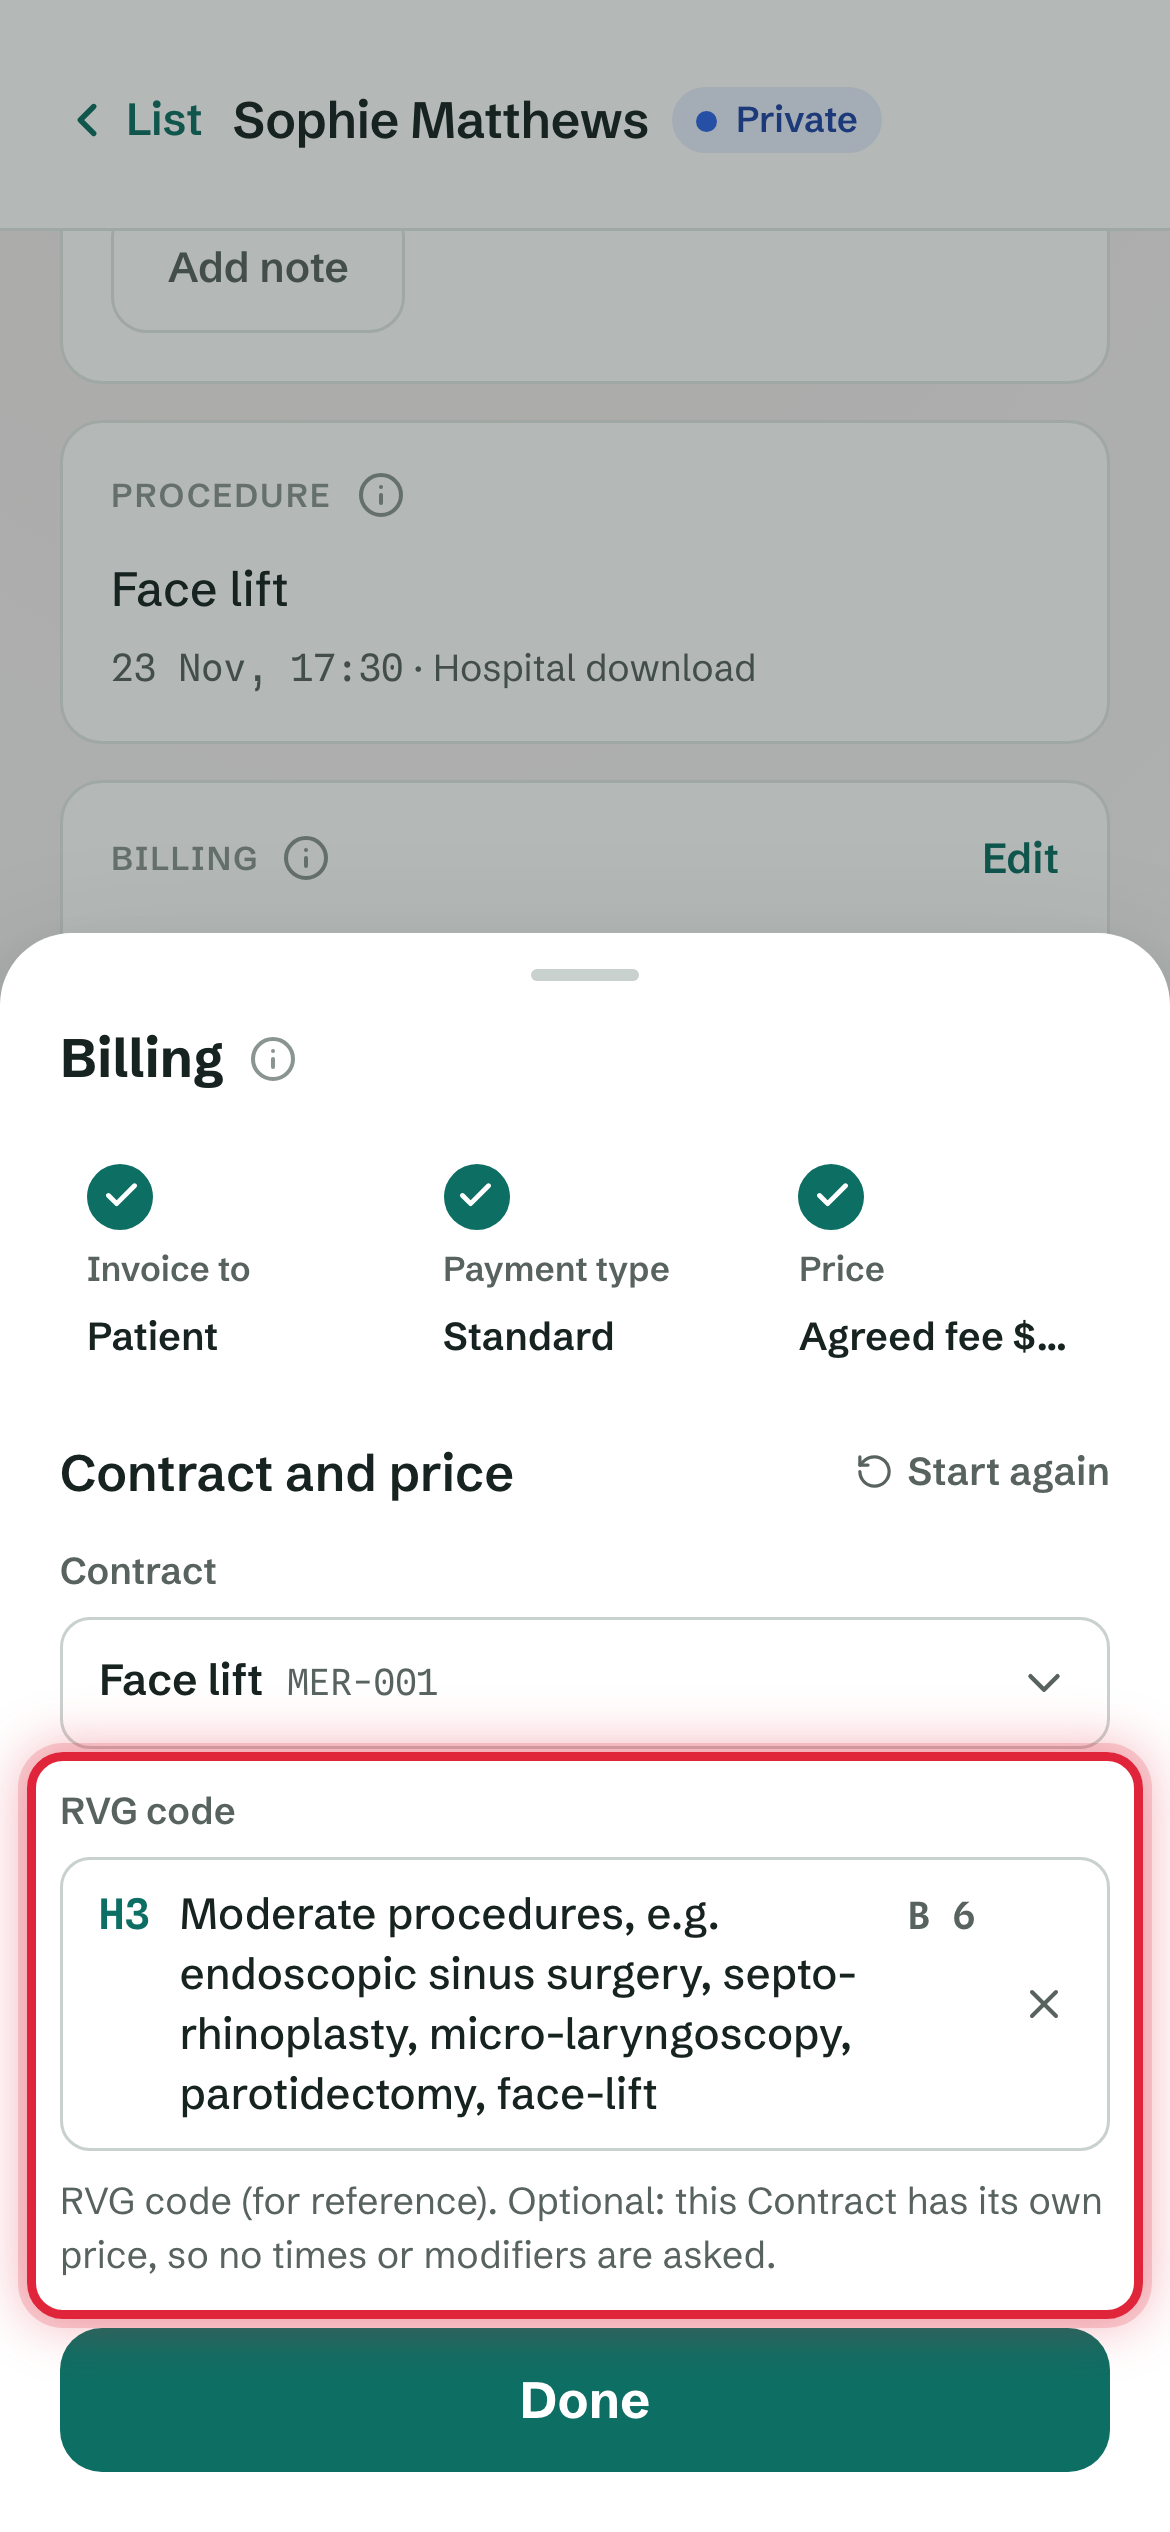 List Sophie Matthews Private
Add note
PROCEDURE
Face lift
23 Nov, 17:30 · Hospital download
BILLING
Edit
Billing
Invoice to
Patient
Payment type
Standard
Price
Agreed fee $...
Contract and price
Start again
Contract
Face lift MER-001
RVG code
H3 Moderate procedures, e.g. B 6
endoscopic sinus surgery, septo-
rhinoplasty, micro-laryngoscopy,
parotidectomy, face-lift
RVG code (for reference). Optional: this Contract has its own
price, so no times or modifiers are asked.
Done